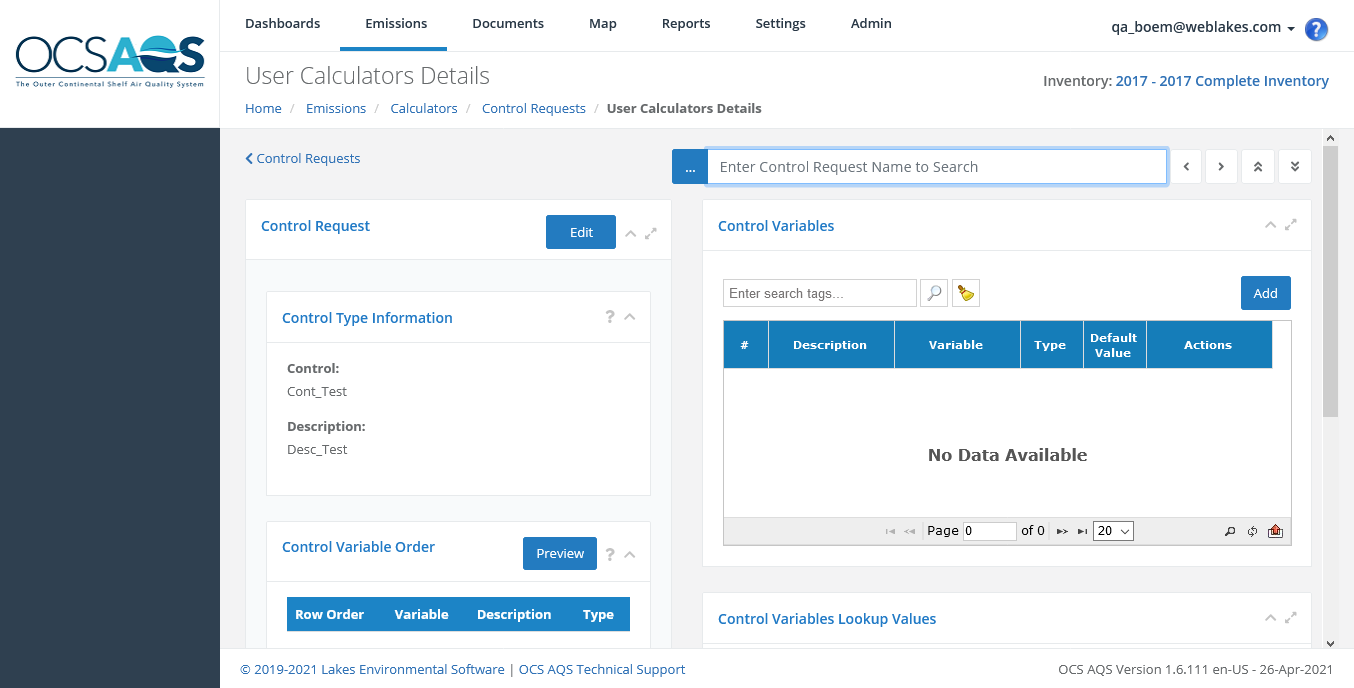 OCSAQS
The Outer Continental Shelf Air Quality System
Dashboards Emissions Documents Map Reports Settings Admin
qa_boem@weblakes.com ?
User Calculators Details
Inventory: 2017 - 2017 Complete Inventory
Home / Emissions / Calculators / Control Requests / User Calculators Details
Control Requests
... Enter Control Request Name to Search
Control Request Edit
Control Type Information ?
Control:
Cont_Test
Description:
Desc_Test
Control Variable Order Preview ?
Row Order Variable Description Type
Control Variables
Enter search tags... Add
# Description Variable Type Default Value Actions
No Data Available
Page 0 of 0 20
Control Variables Lookup Values
© 2019-2021 Lakes Environmental Software | OCS AQS Technical Support
OCS AQS Version 1.6.111 en-US - 26-Apr-2021